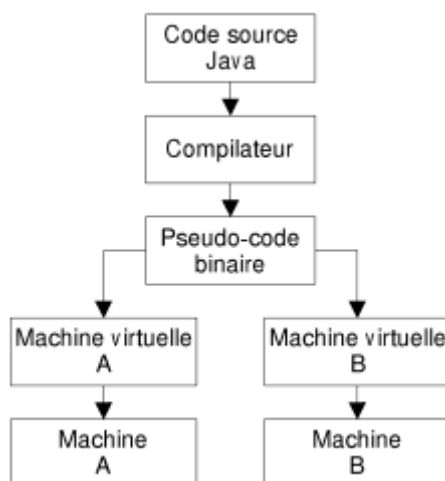 Code source
Java
Compilateur
Pseudo-code
binaire
Machine virtuelle
A
Machine virtuelle
B
Machine
A
Machine
B